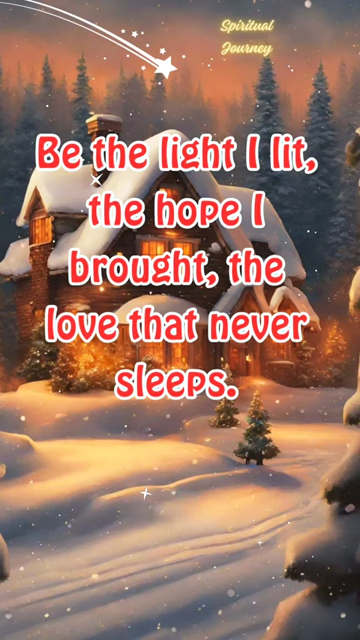 Spiritual
Journey
Be the light I lit,
the hope I
brought, the
love that never
sleeps.